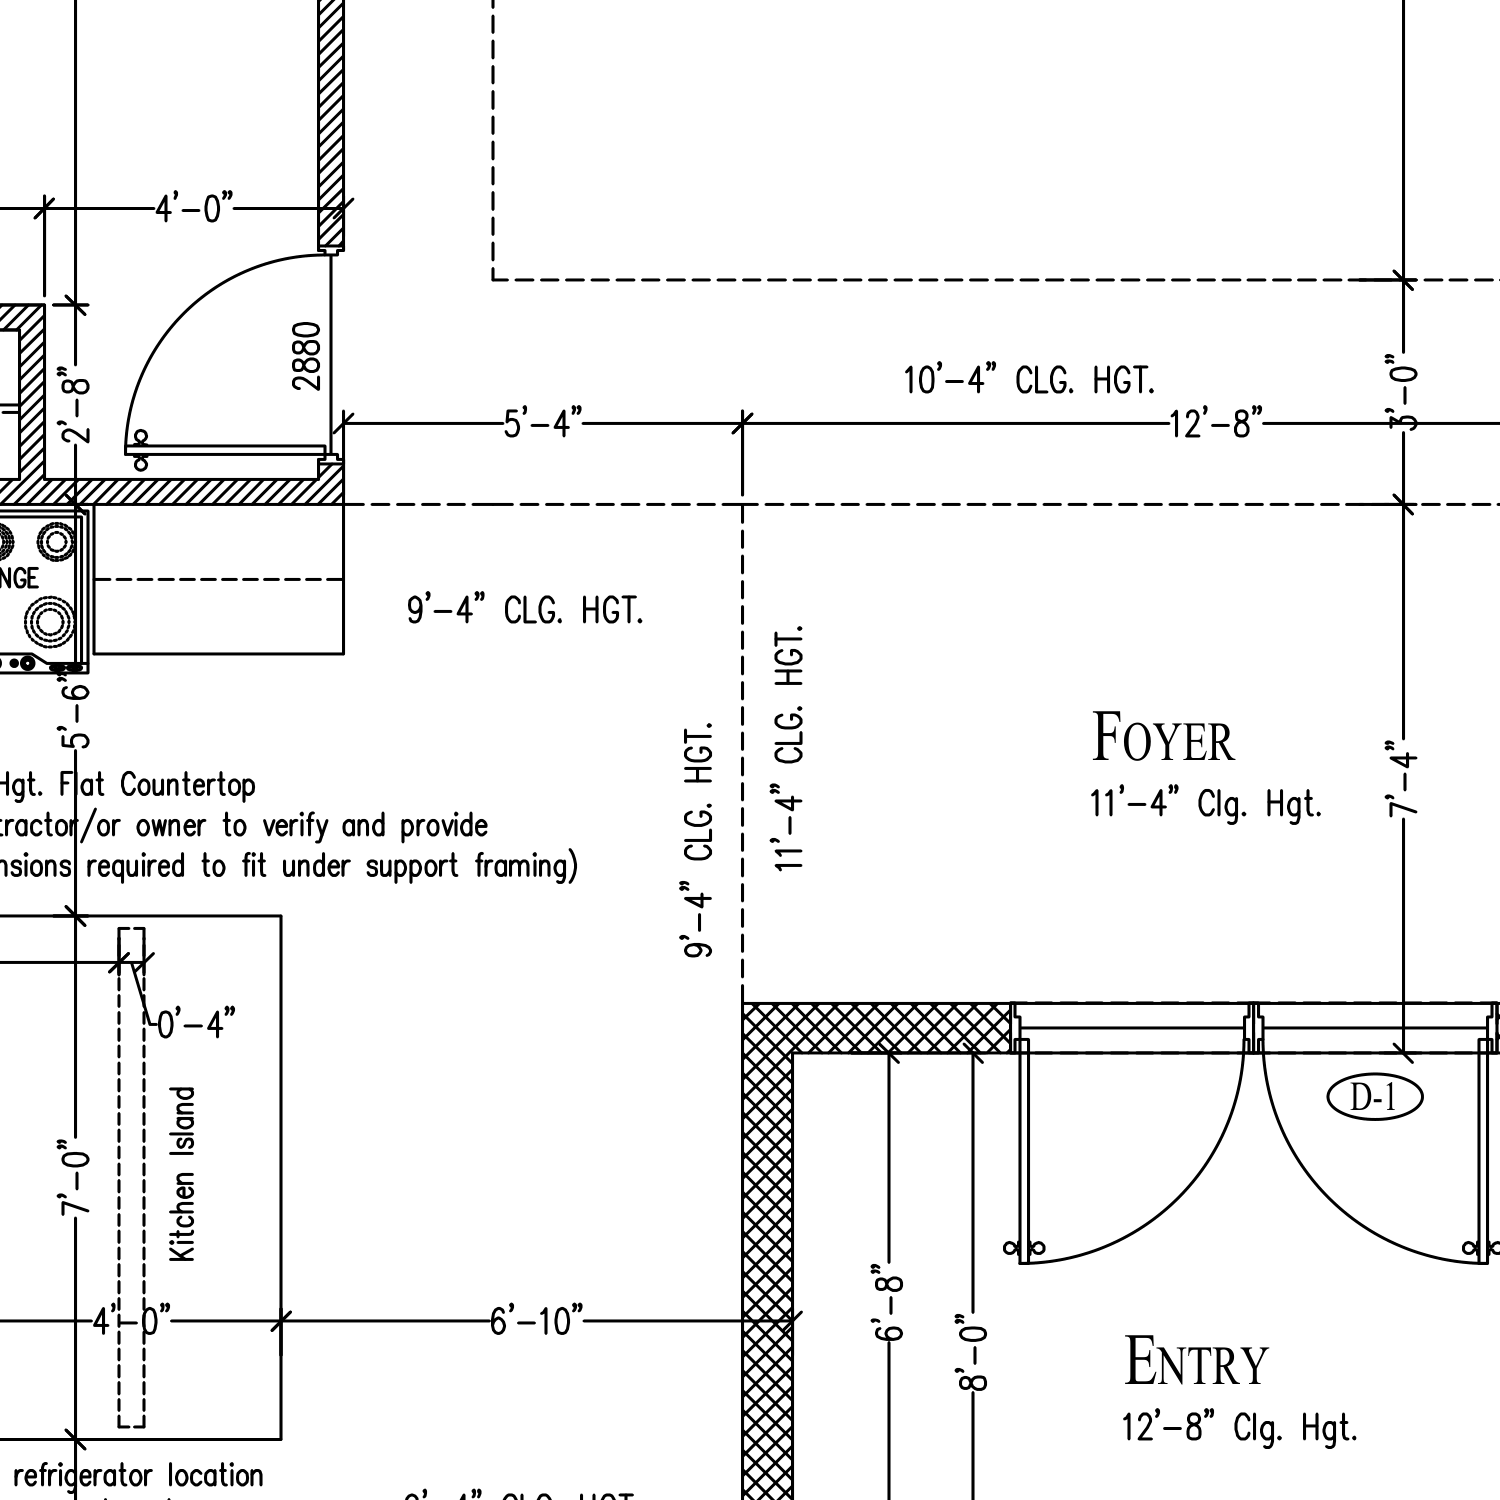 4'-0"
2880
2'-8"
10'-4" CLG. HGT.
3'-0"
5'-4"
12'-8"
NGE
9'-4" CLG. HGT.
11'-4" CLG. HGT.
9'-4" CLG. HGT.
5'-6"
FOYER
11'-4" Clg. Hgt.
7'-4"
Hgt. Flat Countertop
tractor/or owner to verify and provide
nsions required to fit under support framing)
0'-4"
Kitchen Island
7'-0"
D-1
4'-0"
6'-10"
6'-8"
8'-0"
ENTRY
12'-8" Clg. Hgt.
refrigerator location